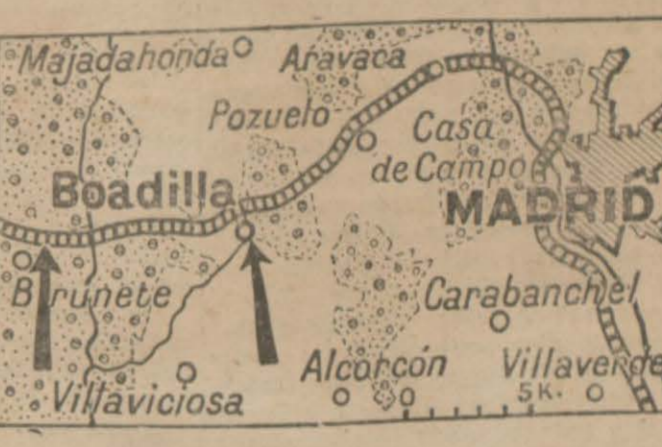 Majadahonda
Aravaca
Pozuelo
Casa
de Campo
Boadilla
MADRID
Brunete
Carabanchel
Alcorcón
Villaverde
Villaviciosa
0
5K.